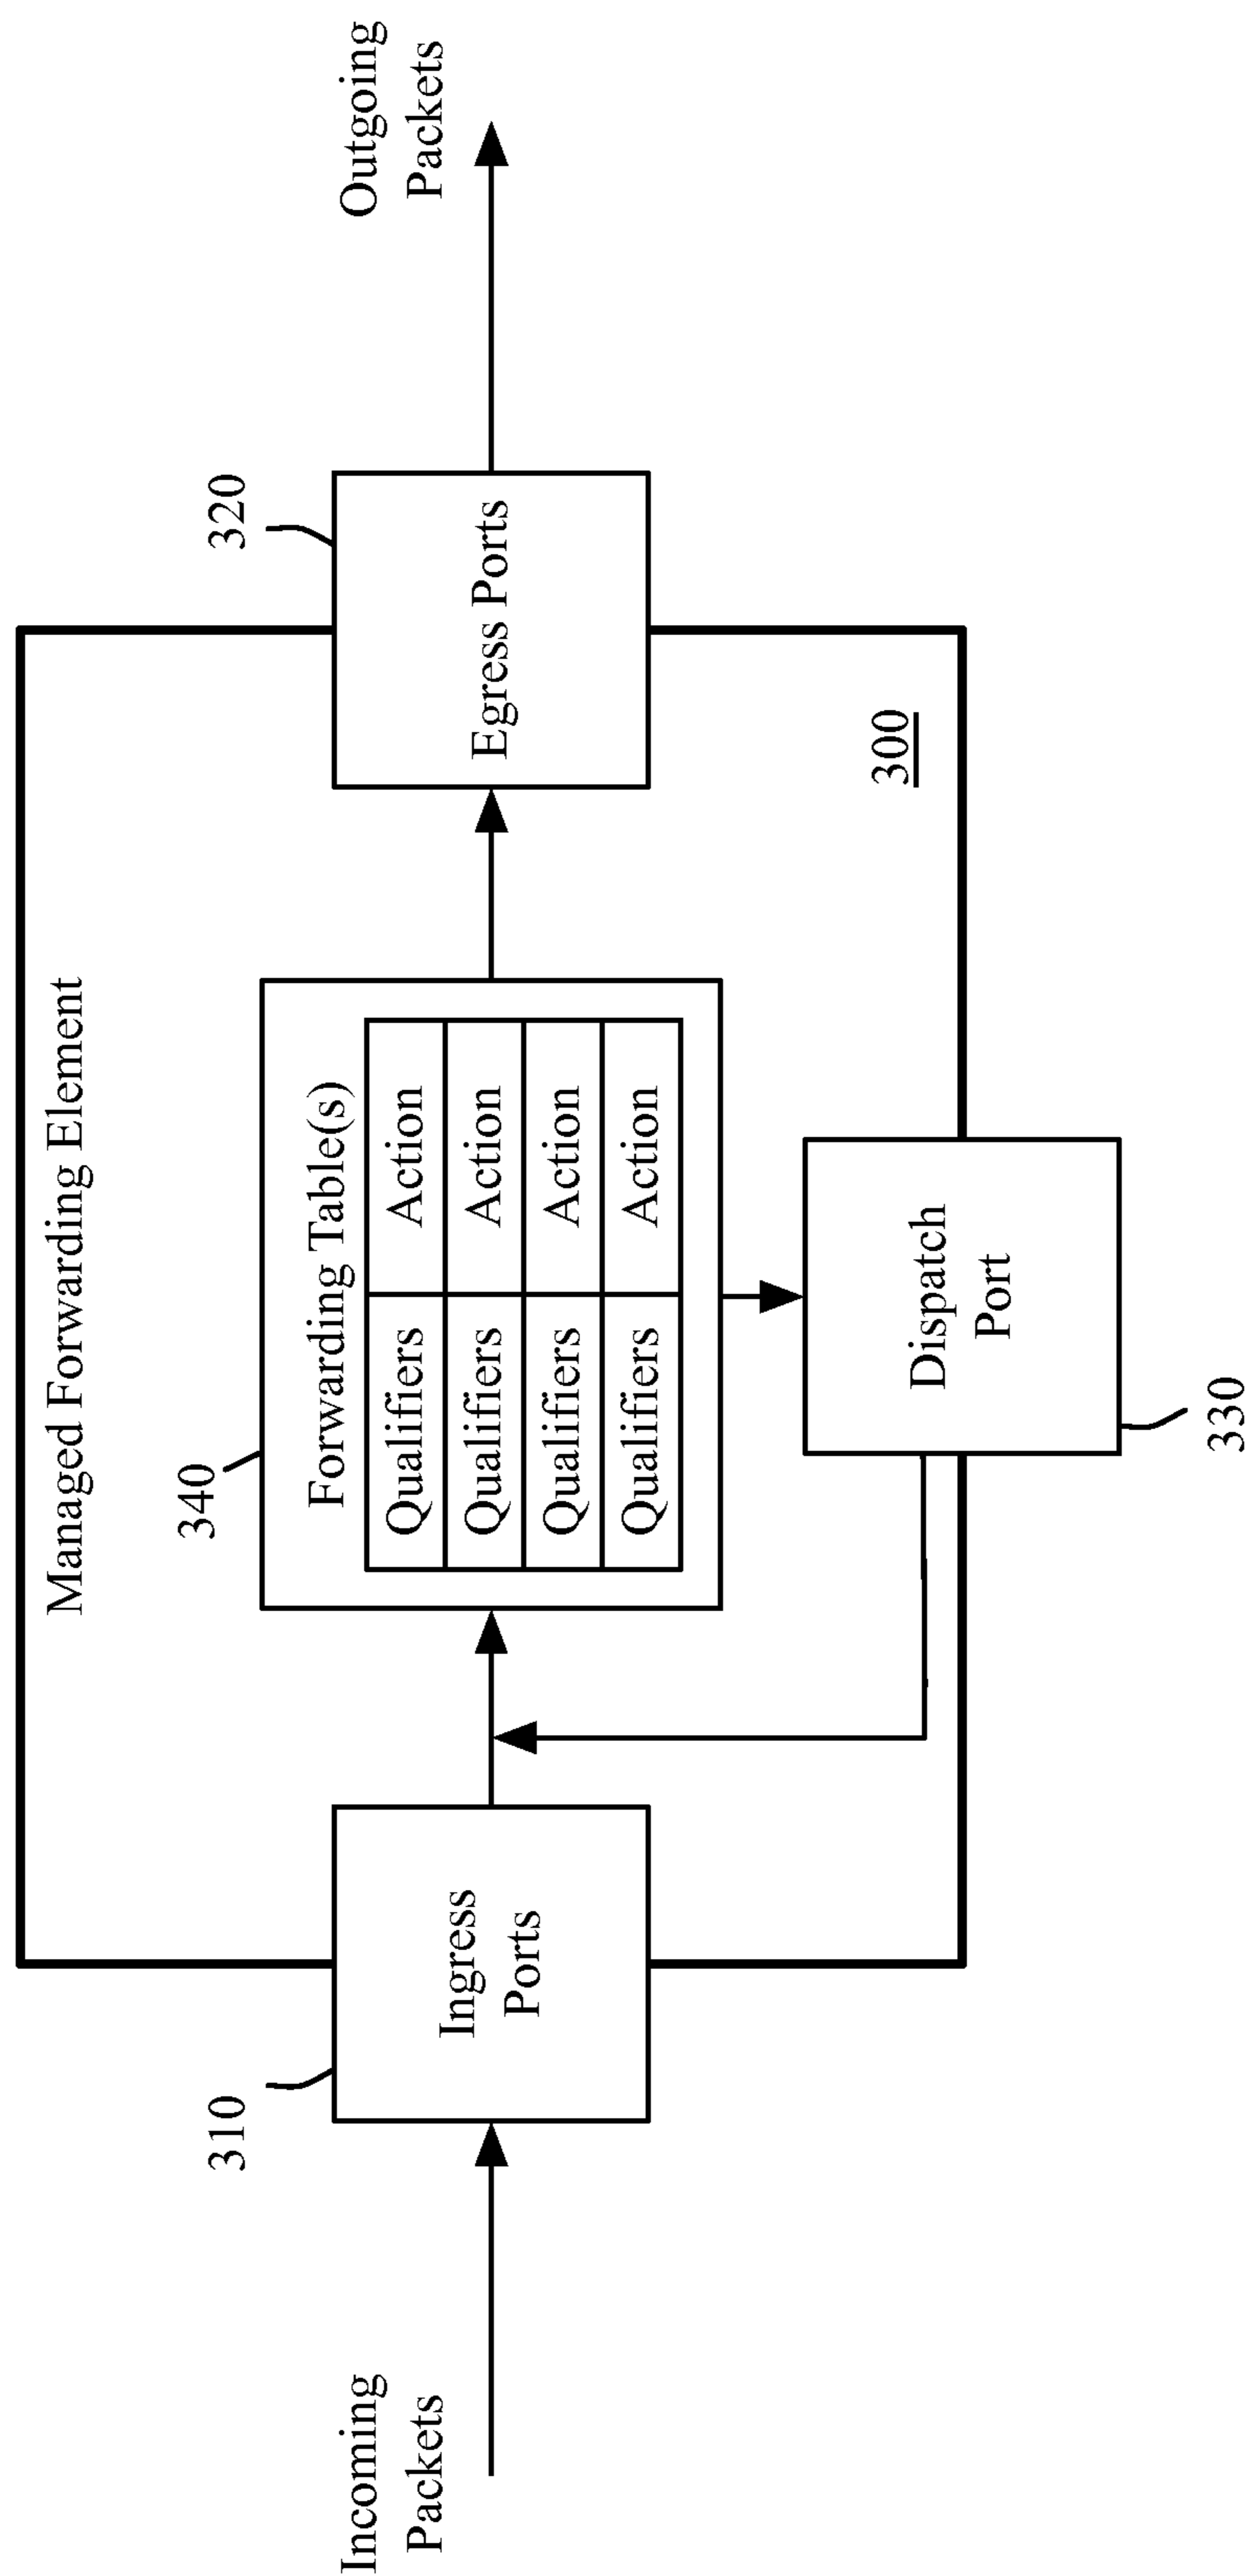 Managed Forwarding Element
310
320
340
Incoming
Packets
Outgoing
Packets
Ingress
Ports
Forwarding Table(s)
Qualifiers Action
Qualifiers Action
Qualifiers Action
Qualifiers Action
Egress Ports
300
Dispatch
Port
330